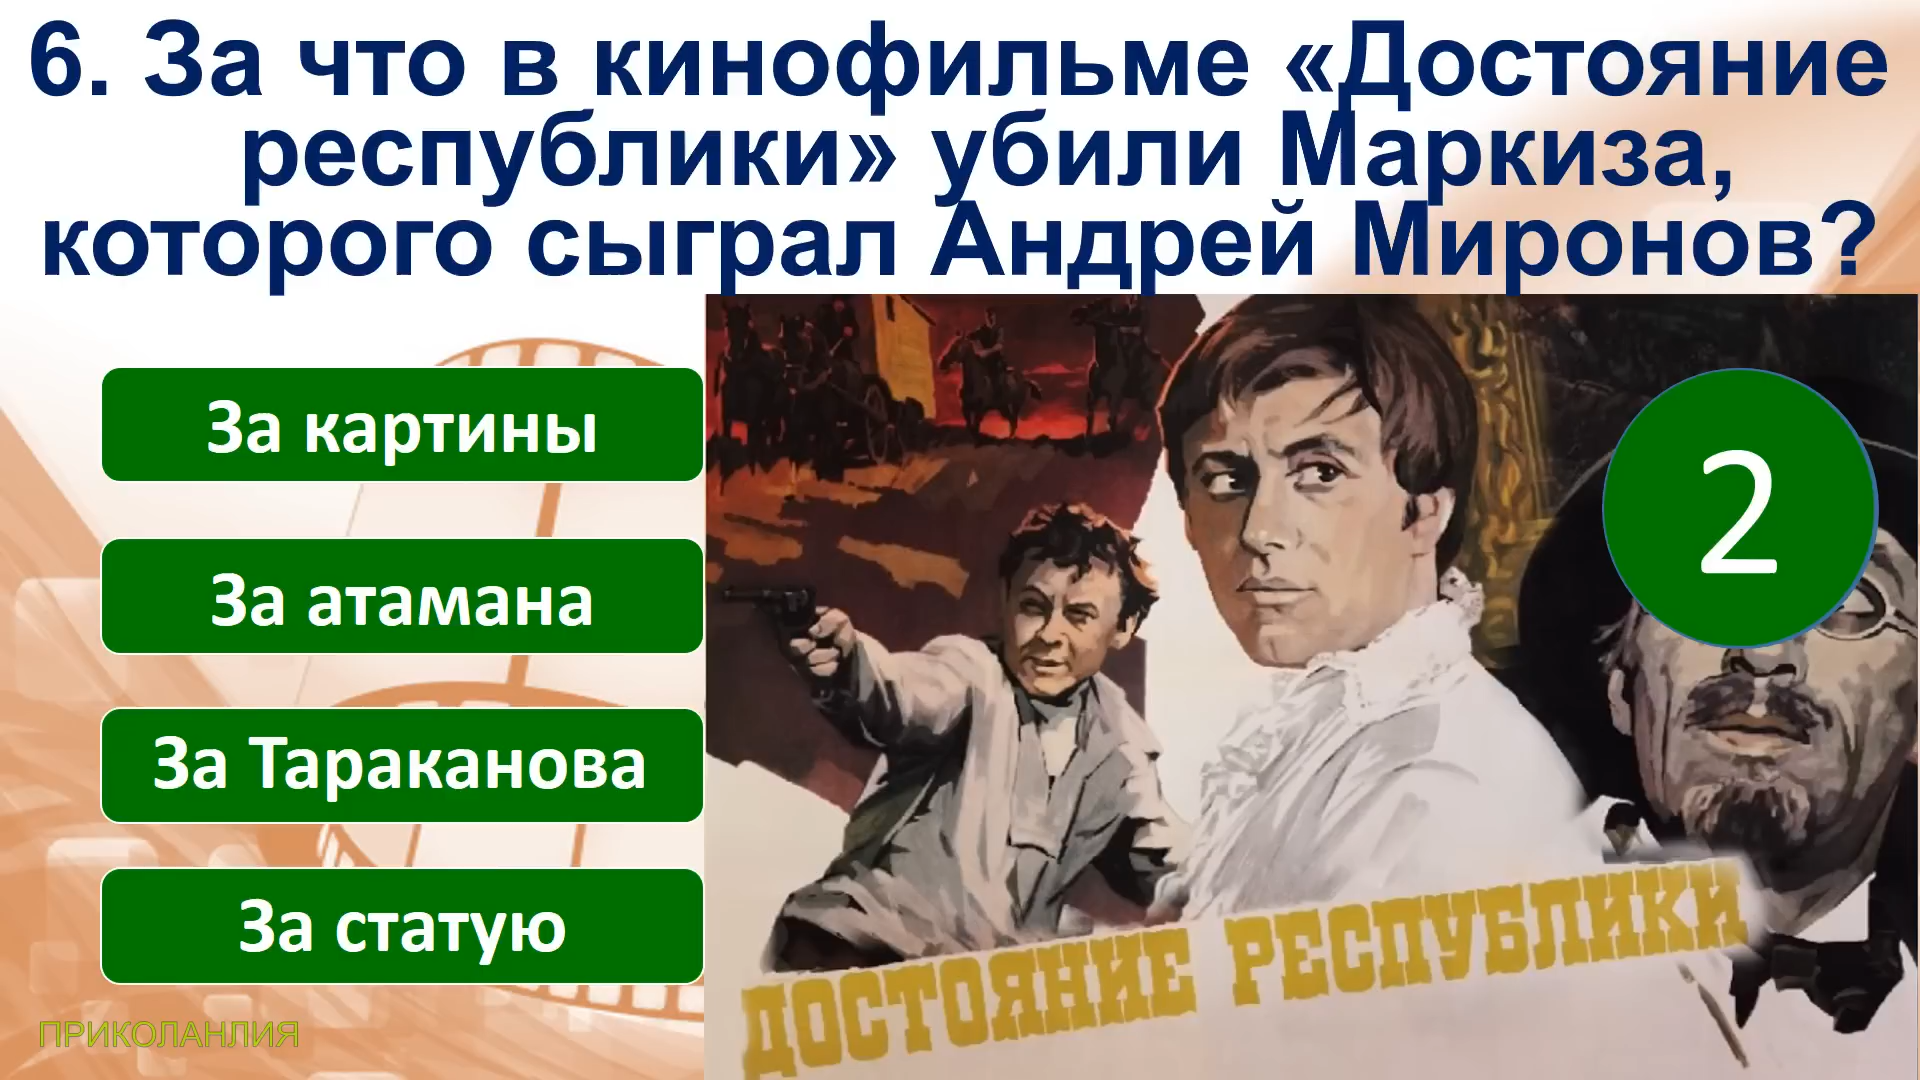 6. За что в кинофильме «Достояние
республики» убили Маркиза,
которого сыграл Андрей Миронов?
За картины
За атамана
За Тараканова
За статую
2
ДОСТОЯНИЕ РЕСПУБЛИКИ
ПРИКОЛАНЛИЯ